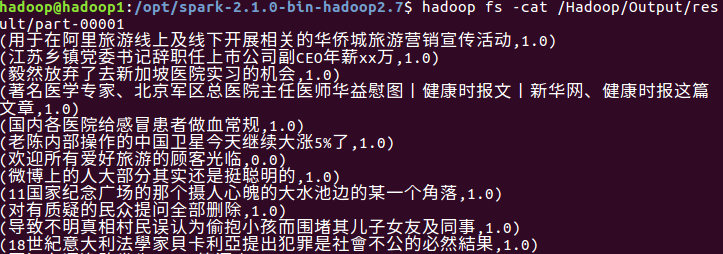 hadoop@hadoop1:/opt/spark-2.1.0-bin-hadoop2.7$ hadoop fs -cat /Hadoop/Output/res
ult/part-00001
(用于在阿里旅游线上及线下开展相关的华侨城旅游营销宣传活动,1.0)
(江苏乡镇党委书记辞职任上市公司副CEO年薪xx万,1.0)
(毅然放弃了去新加坡医院实习的机会,1.0)
(著名医学专家、北京军区总医院主任医师华益慰图丨健康时报文丨新华网、健康时报这篇
文章,1.0)
(国内各医院给感冒患者做血常规,1.0)
(老陈内部操作的中国卫星今天继续大涨5%了,1.0)
(欢迎所有爱好旅游的顾客光临,0.0)
(微博上的人大部分其实还是挺聪明的,1.0)
(11国家纪念广场的那个摄人心魄的大水池边的某一个角落,1.0)
(对有质疑的民众提问全部删除,1.0)
(导致不明真相村民误认为偷抱小孩而围堵其儿子女友及同事,1.0)
(18世紀意大利法學家貝卡利亞提出犯罪是社會不公的必然結果,1.0)